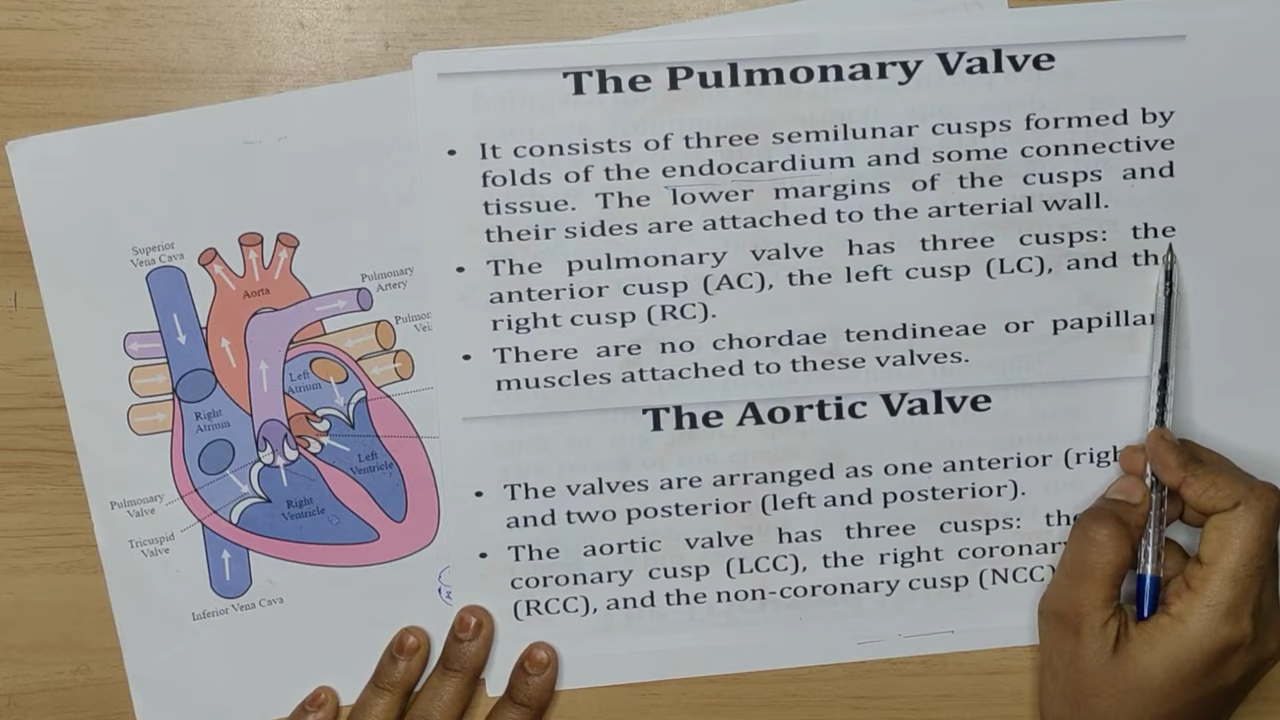 The Pulmonary Valve
• It consists of three semilunar cusps formed by
folds of the endocardium and some connective
tissue. The lower margins of the cusps and
their sides are attached to the arterial wall.
• The pulmonary valve has three cusps: the
anterior cusp (AC), the left cusp (LC), and the
right cusp (RC).
• There are no chordae tendineae or papillar
muscles attached to these valves.
The Aortic Valve
• The valves are arranged as one anterior (righ
and two posterior (left and posterior).
• The aortic valve has three cusps: the
coronary cusp (LCC), the right coronar
(RCC), and the non-coronary cusp (NCC)
Superior
Vena Cava
Aorta
Pulmonary
Artery
Pulmon
Vei
Left
Atrium
Right
Atrium
Left
Ventricle
Right
Ventricle
Pulmonary
Valve
Tricuspid
Valve
Inferior Vena Cava